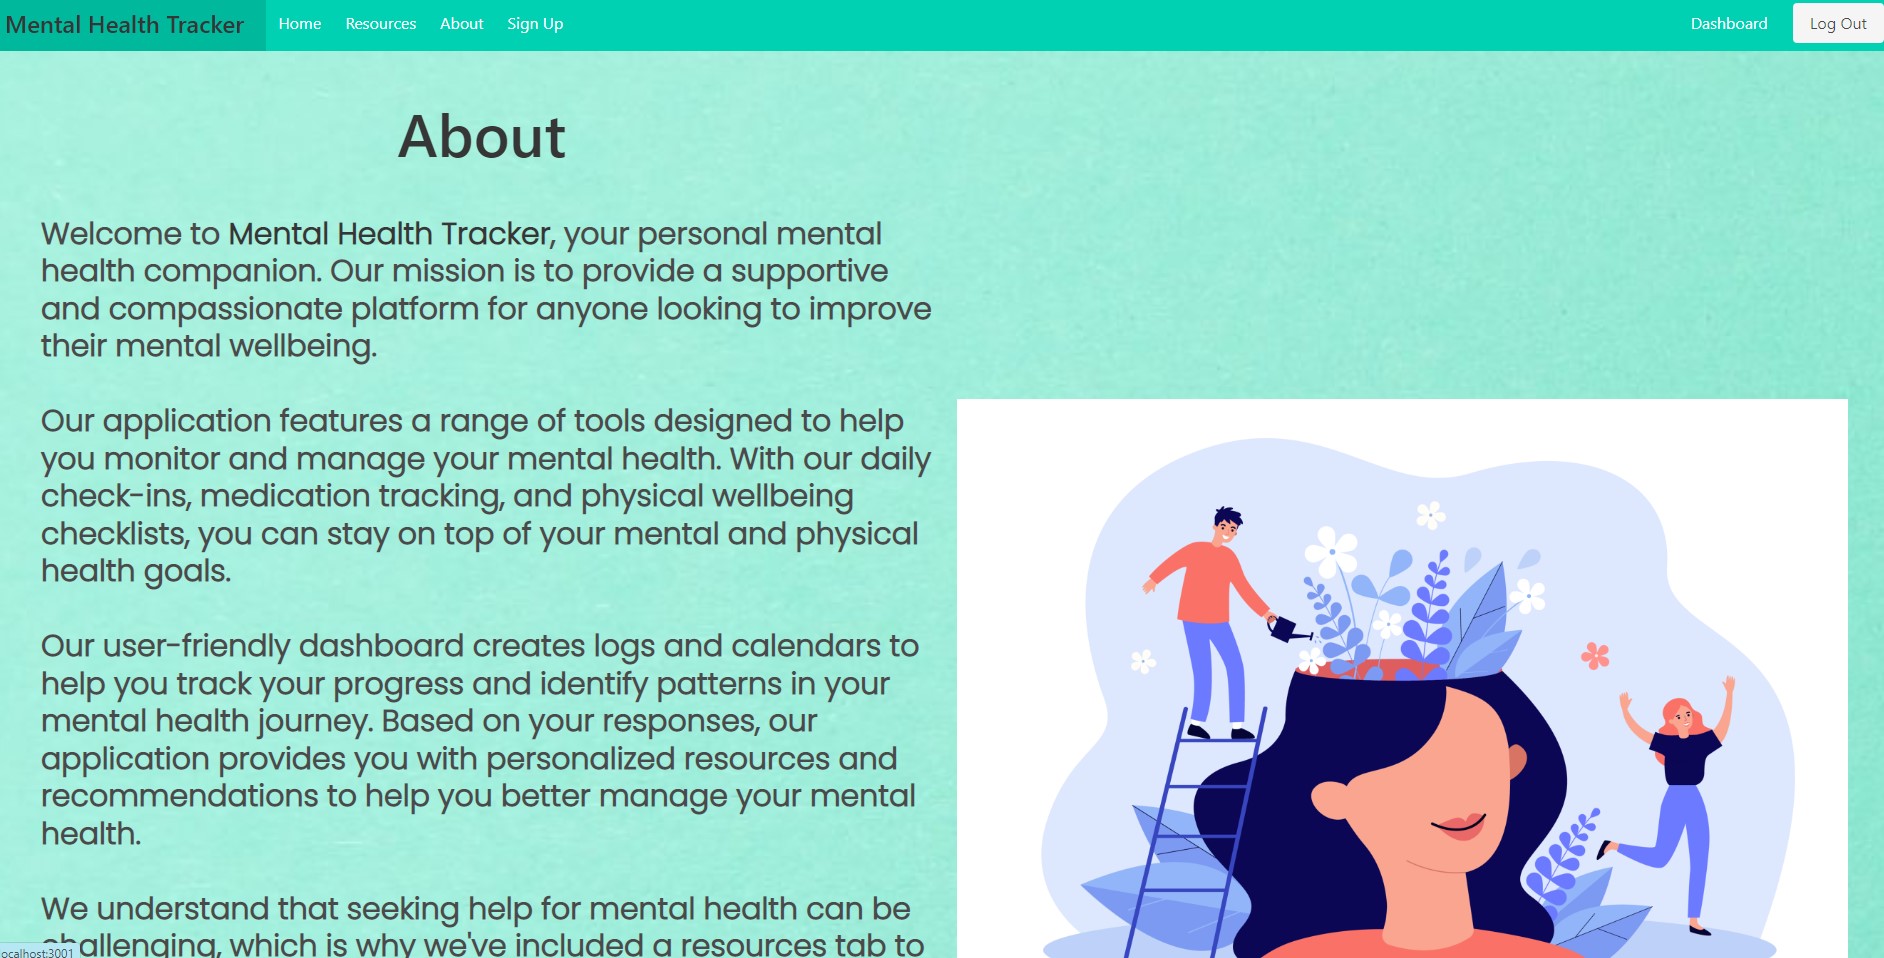 Mental Health Tracker Home Resources About Sign Up Dashboard Log Out
About
Welcome to Mental Health Tracker, your personal mental
health companion. Our mission is to provide a supportive
and compassionate platform for anyone looking to improve
their mental wellbeing.
Our application features a range of tools designed to help
you monitor and manage your mental health. With our daily
check-ins, medication tracking, and physical wellbeing
checklists, you can stay on top of your mental and physical
health goals.
Our user-friendly dashboard creates logs and calendars to
help you track your progress and identify patterns in your
mental health journey. Based on your responses, our
application provides you with personalized resources and
recommendations to help you better manage your mental
health.
We understand that seeking help for mental health can be
challenging, which is why we've included a resources tab to
ocalhost:3001